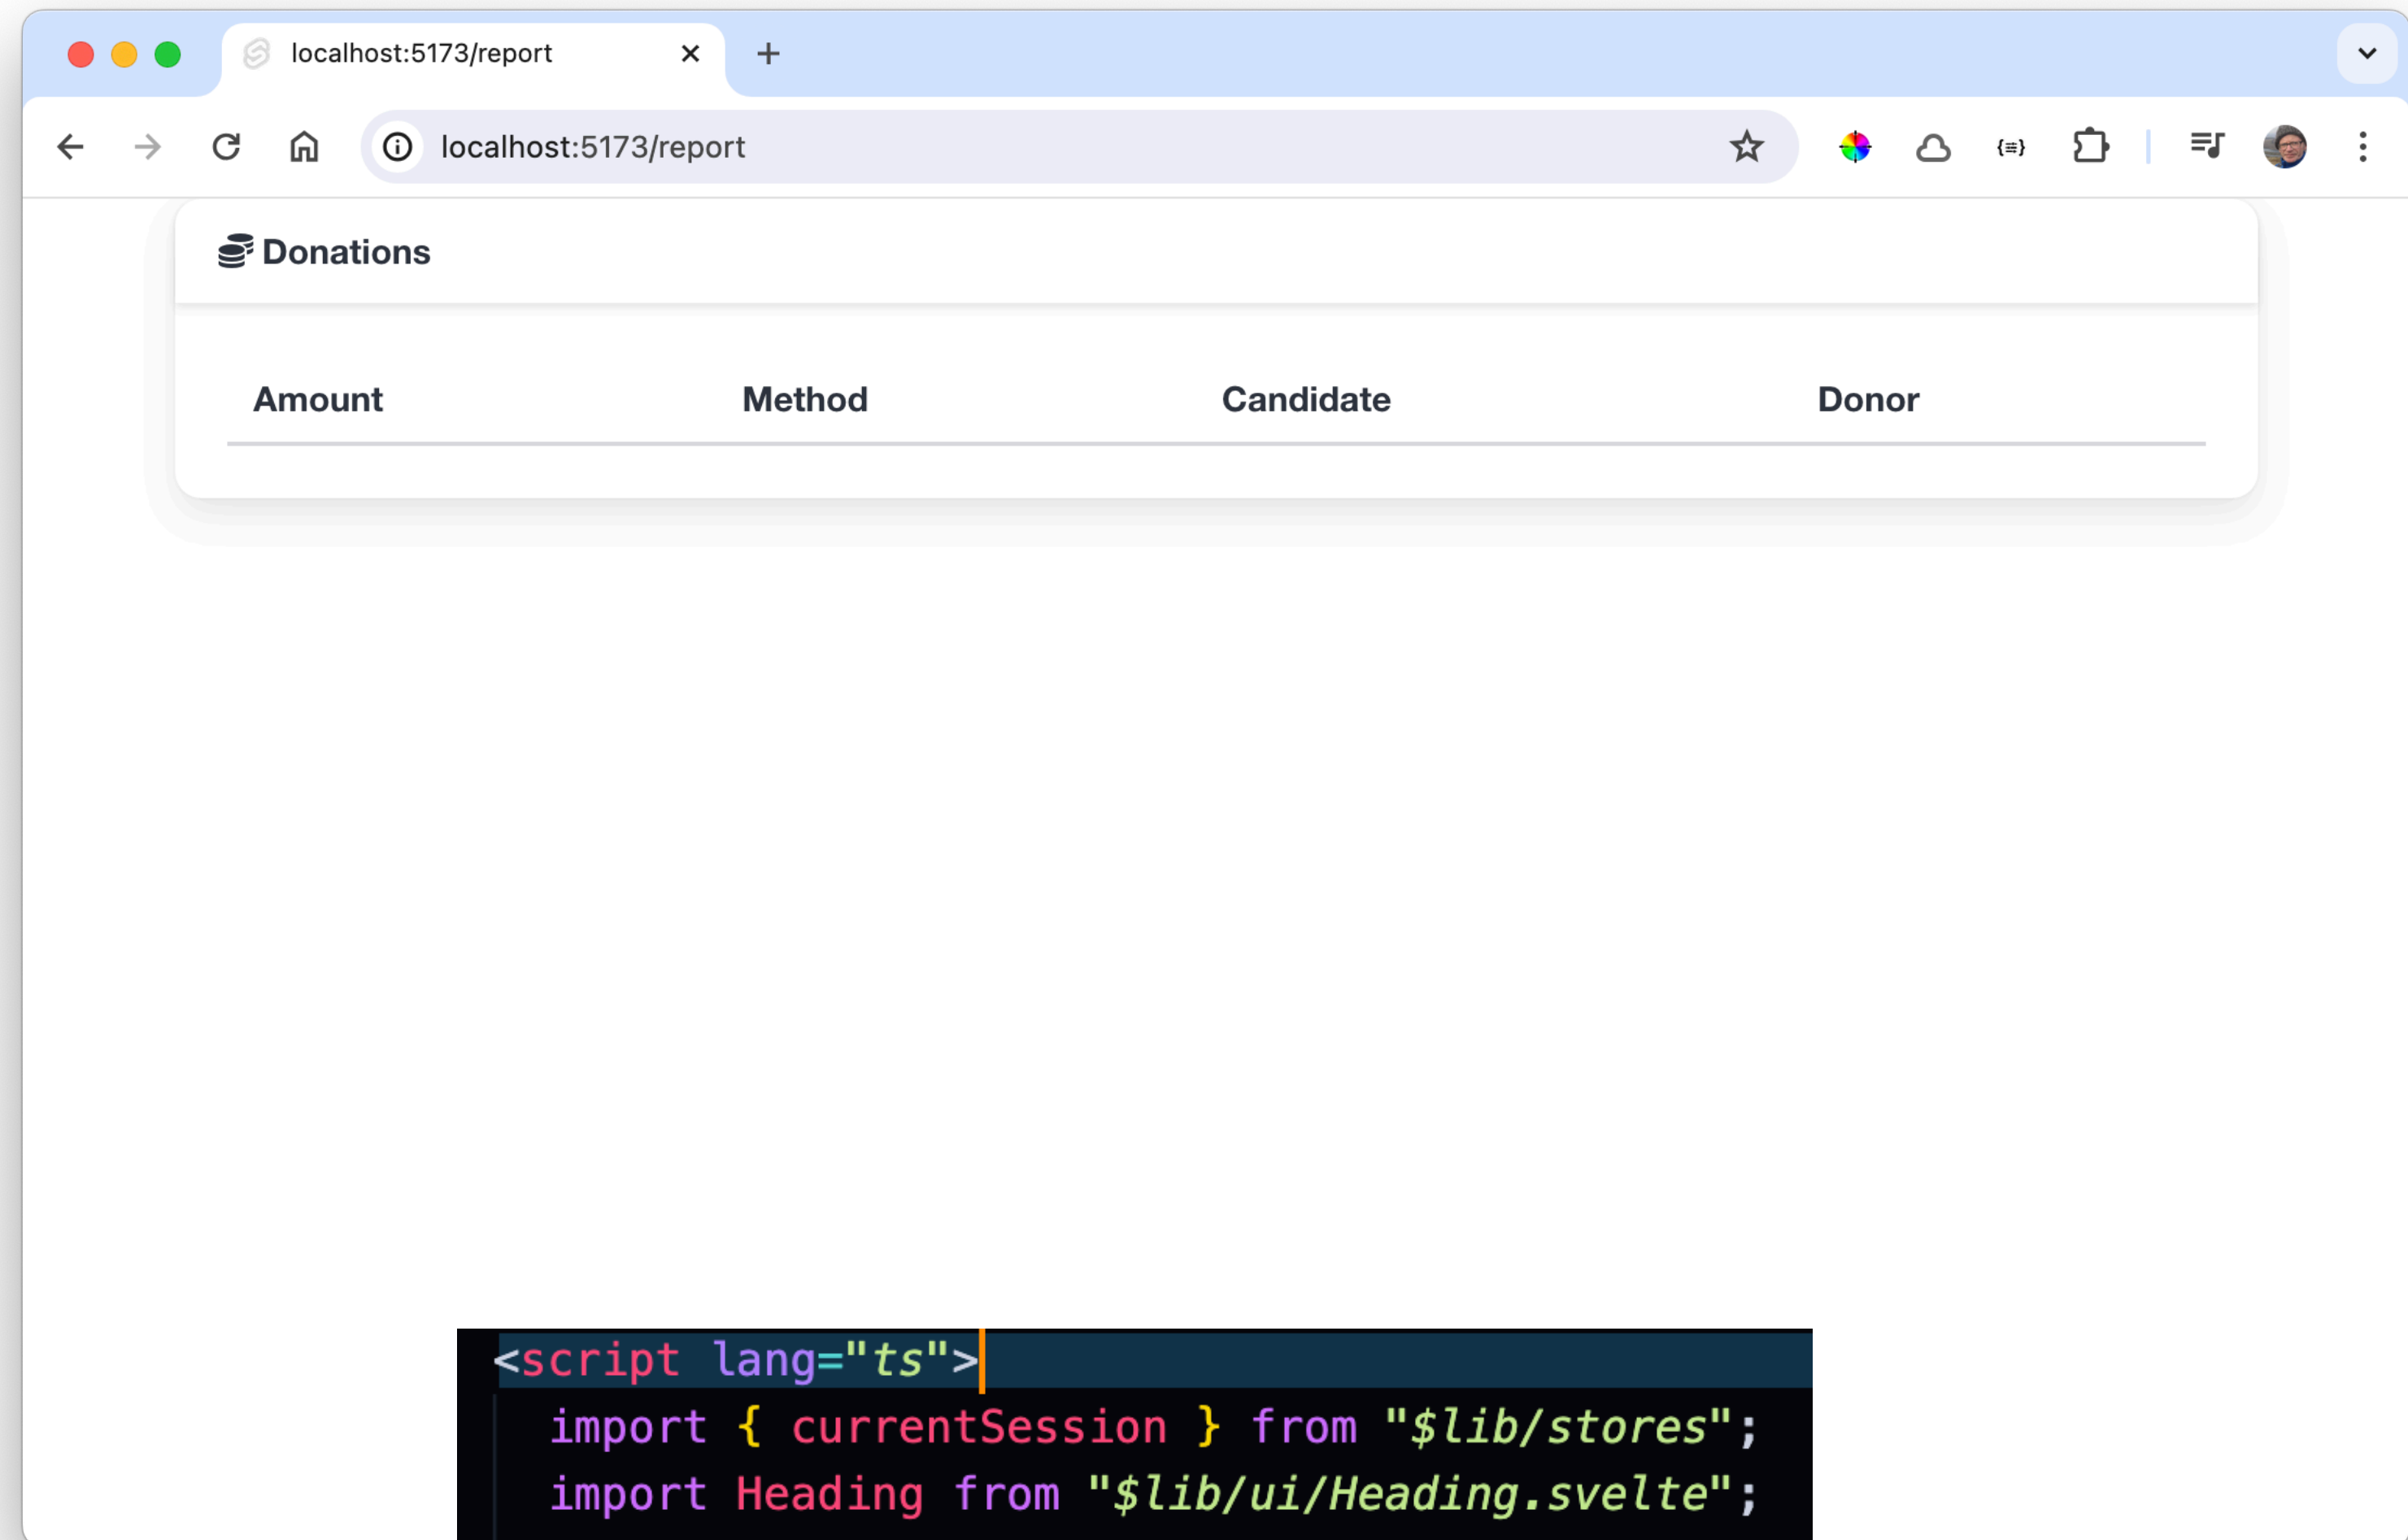 localhost:5173/report
localhost:5173/report
Donations
Amount Method Candidate Donor
<script lang="ts">
import { currentSession } from "$lib/stores";
import Heading from "$lib/ui/Heading.svelte";